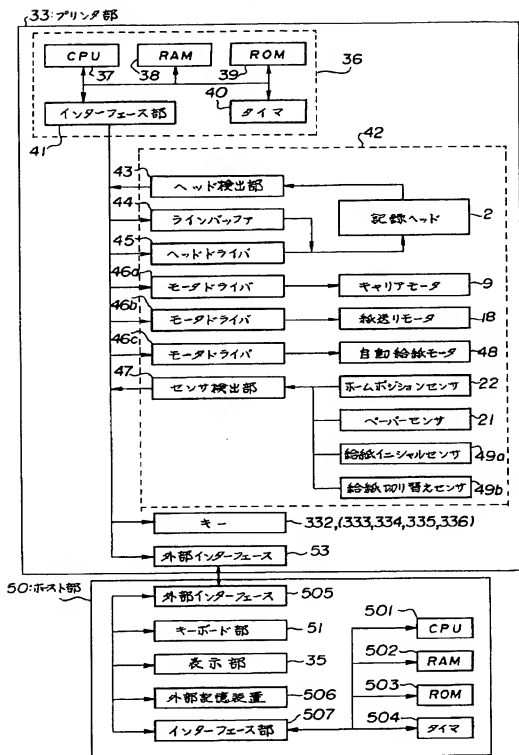 33:プリンタ部
CPU
RAM
ROM
36
37
38
39
40
インターフェース部
タイマ
41
42
43
ヘッド検出部
44
ラインバッファ
記録ヘッド
2
45
ヘッドドライバ
46a
モータドライバ
キャリアモータ
9
46b
モータドライバ
紙送りモータ
18
46c
モータドライバ
自動給紙モータ
48
47
センサ検出部
ホームポジションセンサ
22
ペーパーセンサ
21
給紙イニシャルセンサ
49a
給紙切り替えセンサ
49b
キー
332,(333,334,335,336)
外部インターフェース
53
50:ホスト部
外部インターフェース
505
501
CPU
キーボード部
51
502
RAM
表示部
35
503
ROM
外部記憶装置
506
504
タイマ
インターフェース部
507